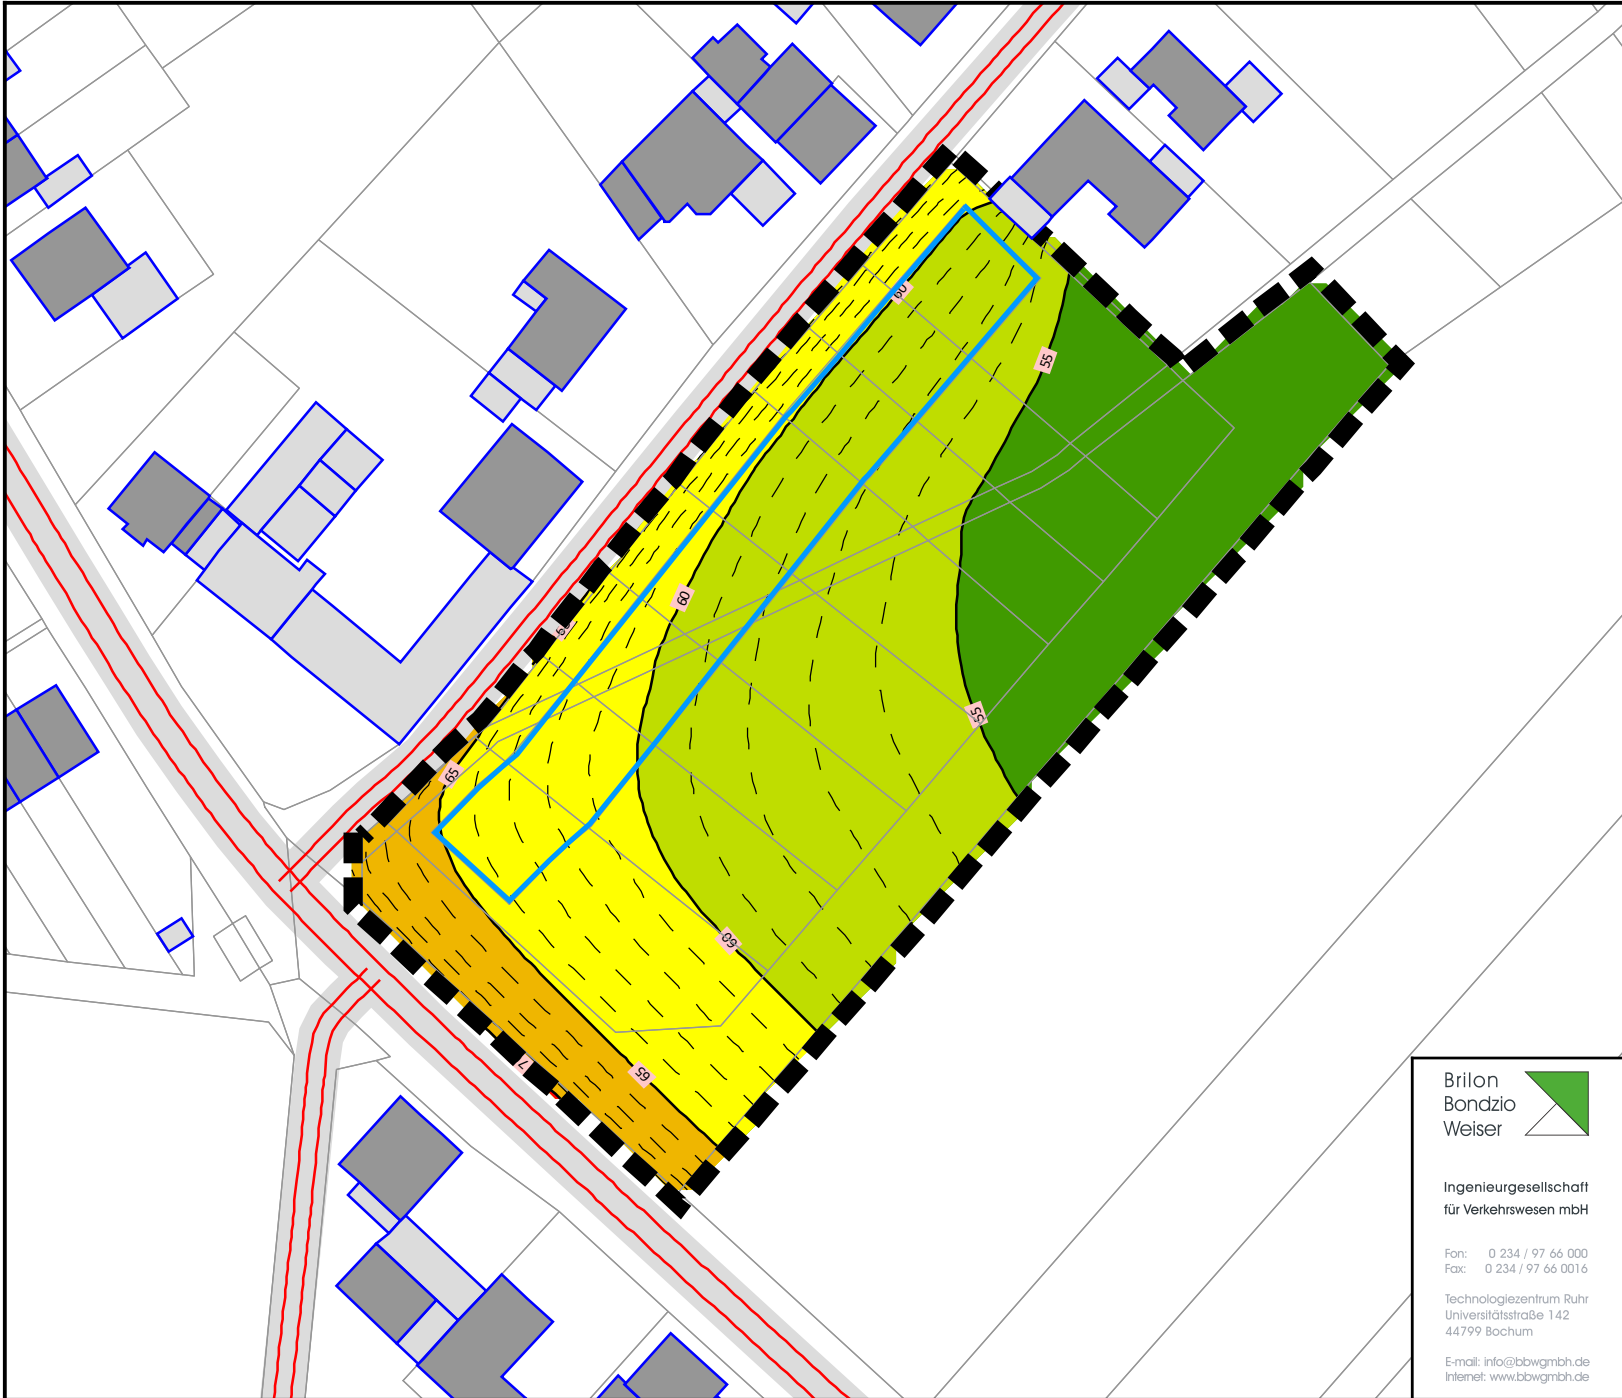 60
55
60
65
55
60
65
Brilon
Bondzio
Weiser
Ingenieurgesellschaft
für Verkehrswesen mbH
Fon: 0 234 / 97 66 000
Fax: 0 234 / 97 66 0016
Technologiezentrum Ruhr
Universitätsstraße 142
44799 Bochum
E-mail: info@bbwgmbh.de
Internet: www.bbwgmbh.de